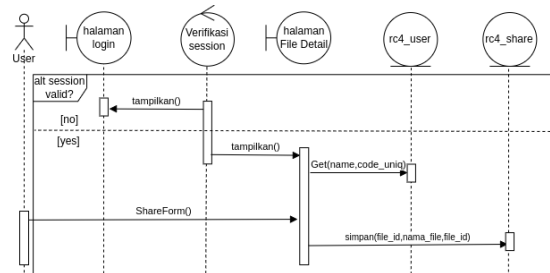 halaman
login
Verifikasi
session
halaman
File Detail
rc4_user
rc4_share
User
alt session
valid?
tampilkan()
[no]
[yes]
tampilkan()
Get(name,code_uniq)
ShareForm()
simpan(file_id,nama_file,file_id)